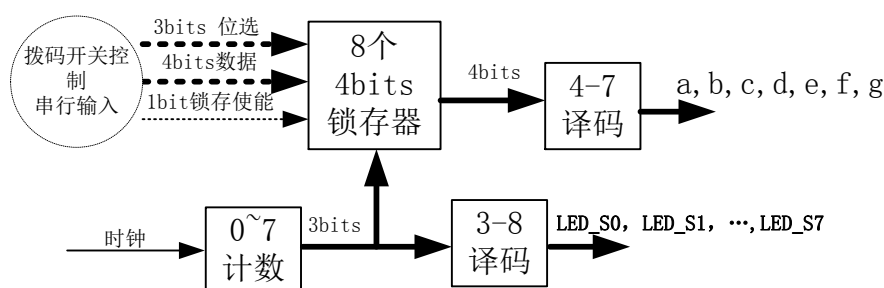 拨码开关控
制
串行输入
3bits 位选
4bits数据
1bit锁存使能
8个
4bits
锁存器
4bits
4-7
译码
a, b, c, d, e, f, g
时钟
0~7
计数
3bits
3-8
译码
LED_S0, LED_S1, …, LED_S7